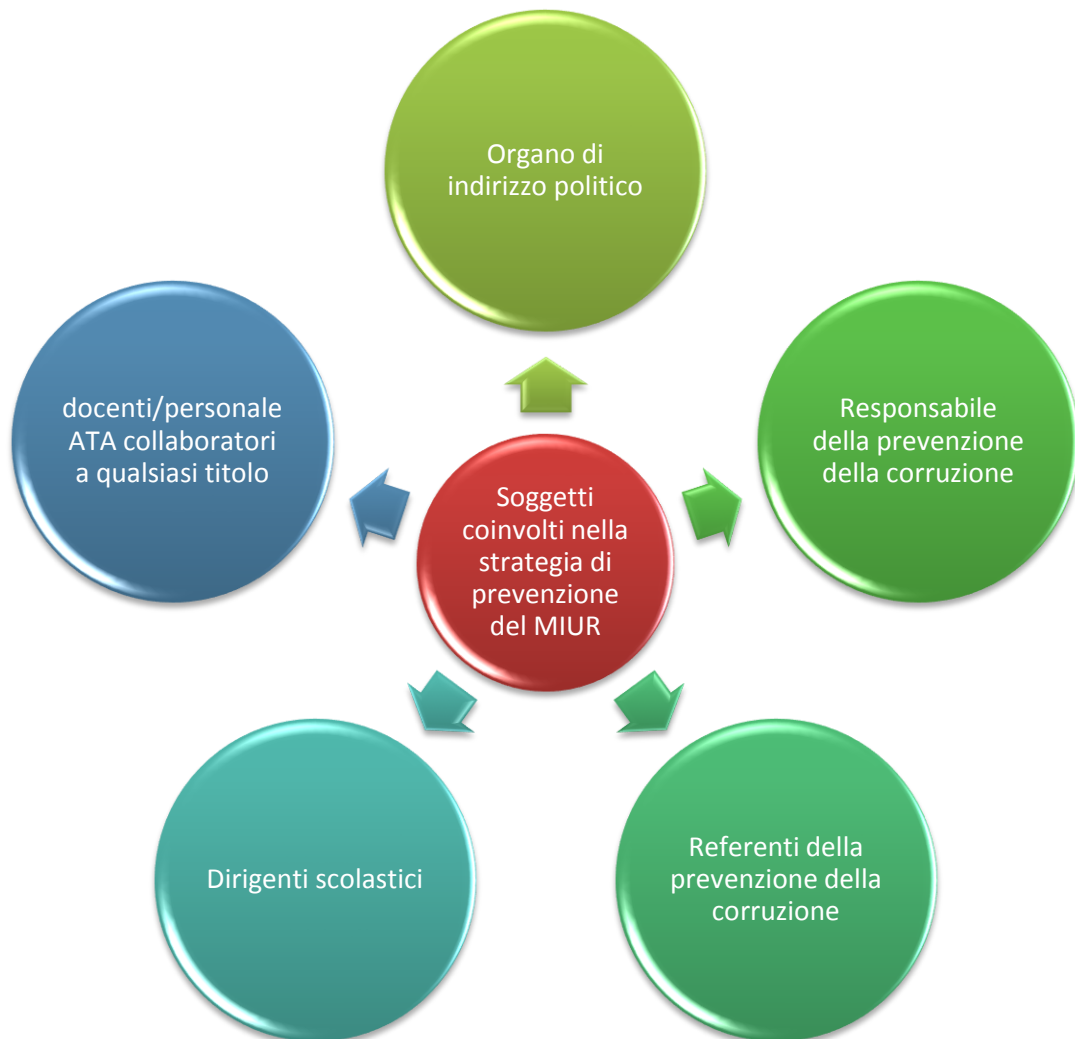 Organo di
indirizzo politico
docenti/personale
ATA collaboratori
a qualsiasi titolo
Responsabile
della prevenzione
della corruzione
Soggetti
coinvolti nella
strategia di
prevenzione
del MIUR
Dirigenti scolastici
Referenti della
prevenzione della
corruzione